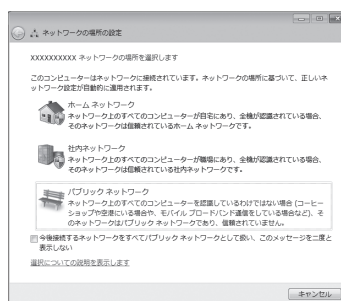 ネットワークの場所の設定
XXXXXXXXXX ネットワークの場所を選択します
このコンピューターはネットワークに接続されています。ネットワークの場所に基づいて、正しいネ
ットワーク設定が自動的に適用されます。
ホーム ネットワーク
ネットワーク上のすべてのコンピューターが自宅にあり、全機が認識されている場合、
そのネットワークは信頼されているホーム ネットワークです。
社内ネットワーク
ネットワーク上のすべてのコンピューターが職場にあり、全機が認識されている場合、
そのネットワークは信頼されている社内ネットワークです。
パブリック ネットワーク
ネットワーク上のすべてのコンピューターを認識しているわけではない場合 (コーヒー
ショップや空港にいる場合や、モバイル ブロードバンド通信をしている場合など)、そ
のネットワークはパブリック ネットワークであり、信頼されていません。
今後接続するネットワークをすべてパブリック ネットワークとして扱い、このメッセージを二度と
表示しない
選択についての説明を表示します
キャンセル